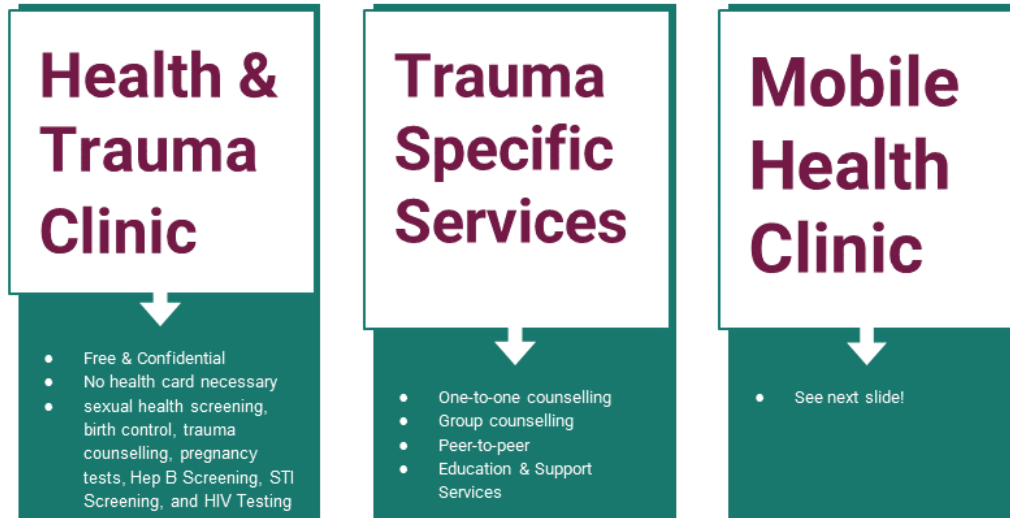 Health &
Trauma
Clinic
● Free & Confidential
● No health card necessary
● sexual health screening,
birth control, trauma
counselling, pregnancy
tests, Hep B Screening, STI
Screening, and HIV Testing
Trauma
Specific
Services
● One-to-one counselling
● Group counselling
● Peer-to-peer
● Education & Support
Services
Mobile
Health
Clinic
● See next slide!